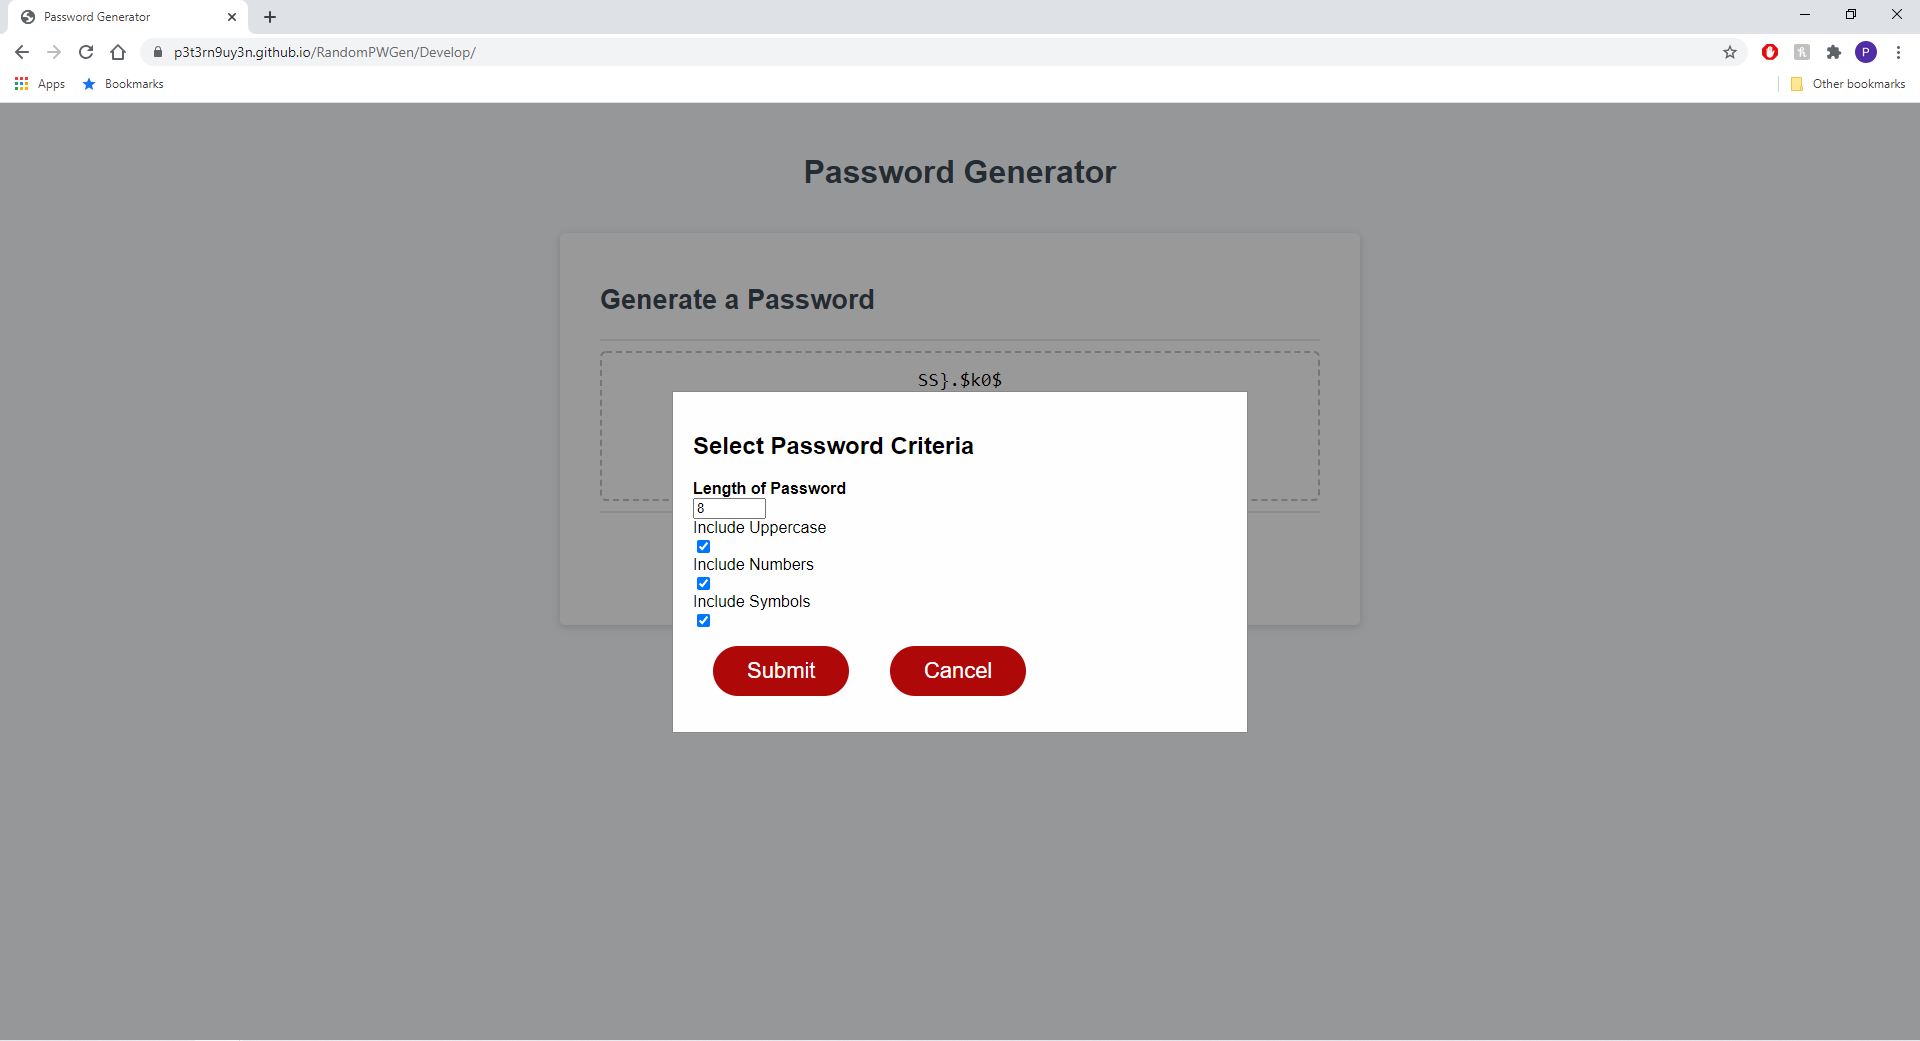 Password Generator
p3t3rn9uy3n.github.io/RandomPWGen/Develop/
P
Apps
Bookmarks
Other bookmarks
Password Generator
Generate a Password
SS}.$k0$
Select Password Criteria
Length of Password
8
Include Uppercase
Include Numbers
Include Symbols
Submit
Cancel